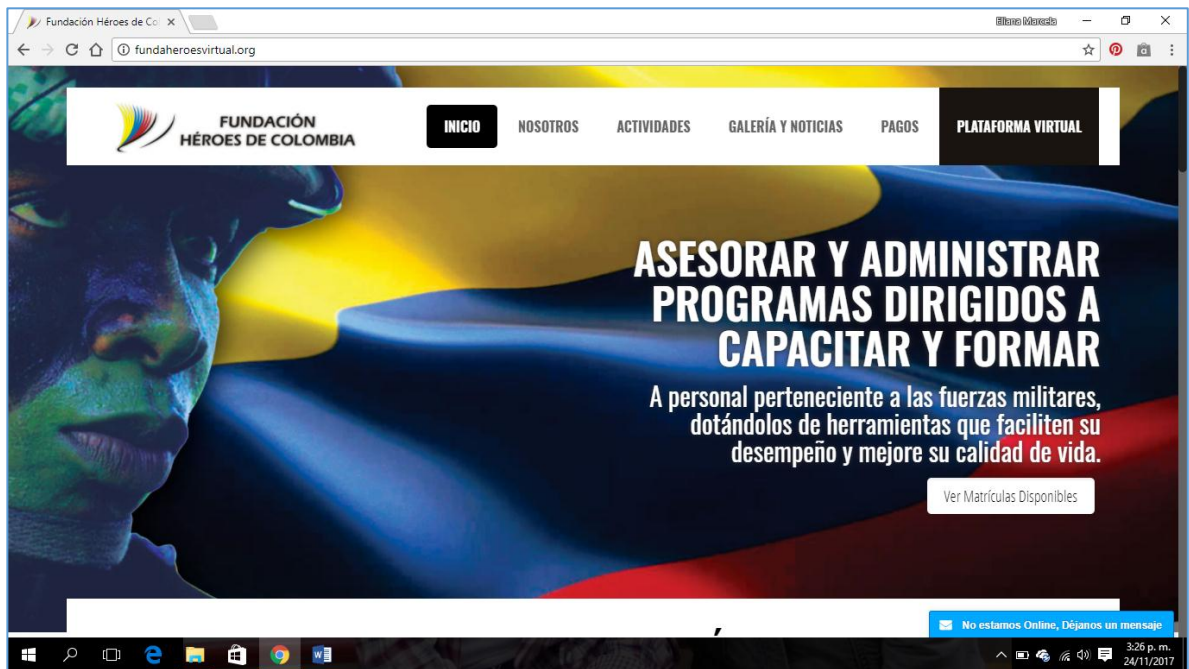 Fundación Héroes de Col
Eliana Marcela
fundaheroesvirtual.org
FUNDACIÓN
HÉROES DE COLOMBIA
INICIO
NOSOTROS
ACTIVIDADES
GALERÍA Y NOTICIAS
PAGOS
PLATAFORMA VIRTUAL
ASESORAR Y ADMINISTRAR
PROGRAMAS DIRIGIDOS A
CAPACITAR Y FORMAR
A personal perteneciente a las fuerzas militares,
dotándolos de herramientas que faciliten su
desempeño y mejore su calidad de vida.
Ver Matrículas Disponibles
No estamos Online, Déjanos un mensaje
3:26 p. m.
24/11/2017